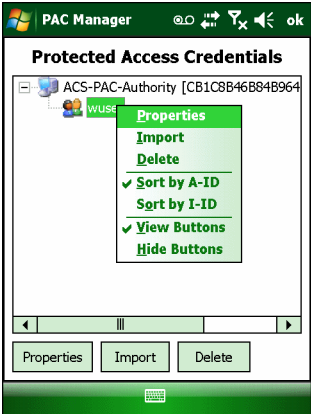 PAC Manager ok
Protected Access Credentials
ACS-PAC-Authority [CB1C8B46B84B964
wuse
Properties
Import
Delete
Sort by A-ID
Sort by I-ID
View Buttons
Hide Buttons
Properties Import Delete